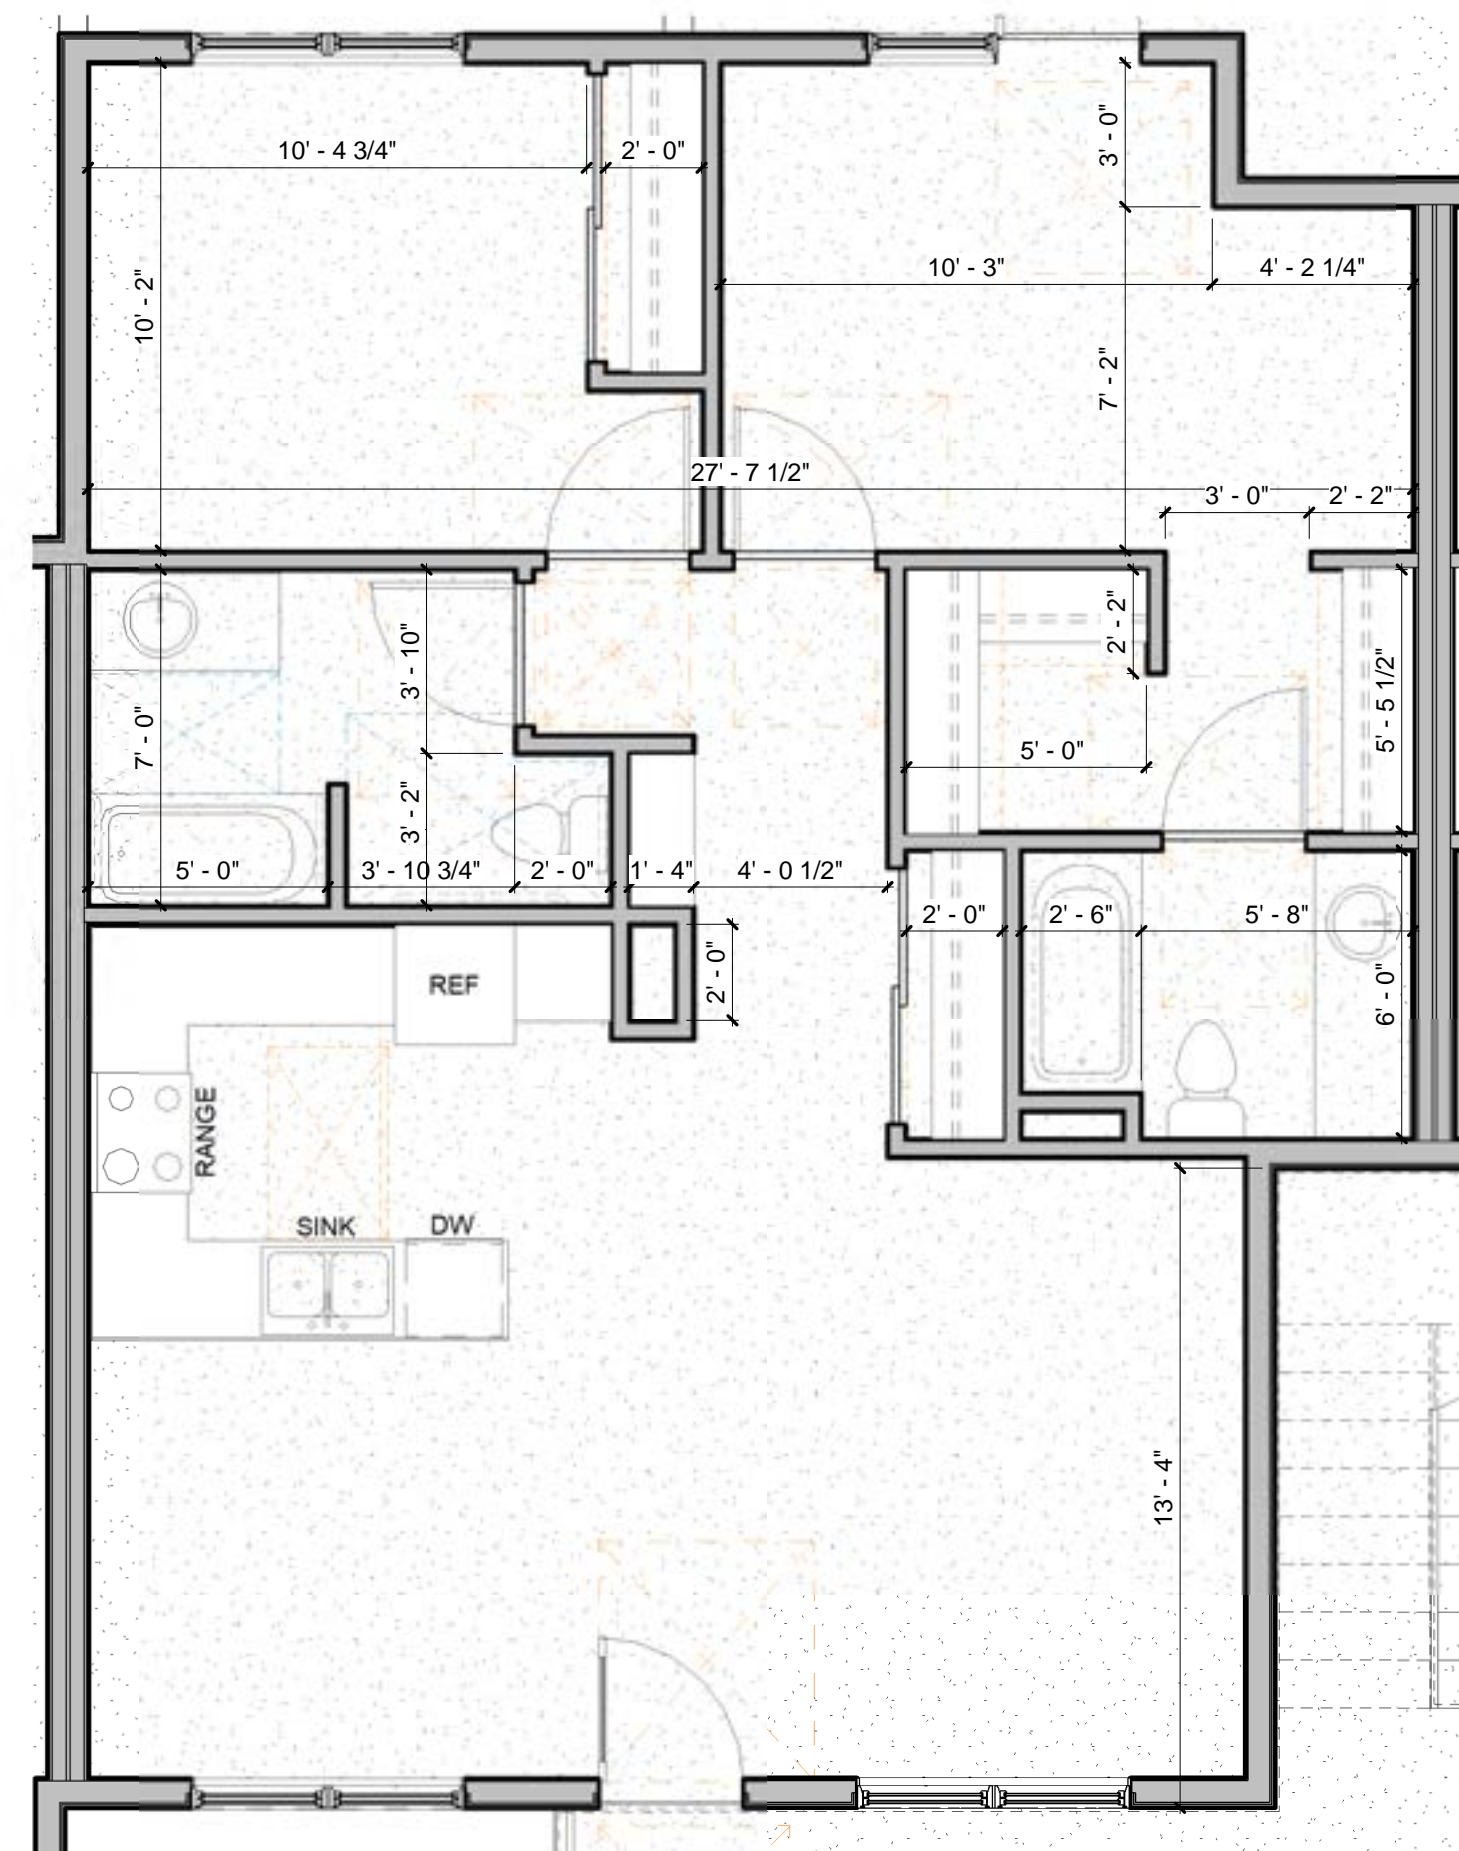 10' - 4 3/4"
2' - 0"
3' - 0"
10' - 2"
10' - 3"
4' - 2 1/4"
7' - 2"
27' - 7 1/2"
3' - 0"
2' - 2"
3' - 10"
2' - 2"
5' - 5 1/2"
7' - 0"
5' - 0"
3' - 2"
5' - 0"
3' - 10 3/4"
2' - 0"
1' - 4"
4' - 0 1/2"
2' - 0"
2' - 6"
5' - 8"
2' - 0"
REF
6' - 0"
RANGE
SINK
DW
13' - 4"